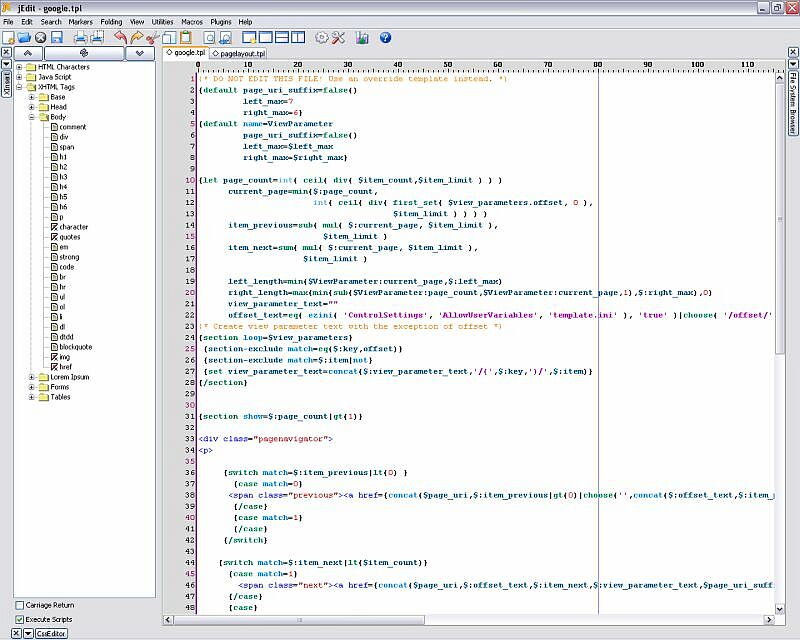 jEdit - google.tpl
File Edit Search Markers Folding View Utilities Macros Plugins Help
google.tpl pagelayout.tpl
XInsert
HTML Characters
Java Script
XHTML Tags
Base
Head
Body
comment
div
span
h1
h2
h3
h4
h5
h6
p
character
quotes
em
strong
code
br
hr
ul
ol
li
dl
dtdd
blockquote
img
href
Lorem Ipsum
Forms
Tables
Carriage Return
Execute Scripts
CssEditor
0 10 20 30 40 50 60 70 80 90 100 110
1 {* DO NOT EDIT THIS FILE! Use an override template instead. *}
2 {default page_uri_suffix=false()
3 left_max=7
4 right_max=6}
5 {default name=ViewParameter
6 page_uri_suffix=false()
7 left_max=$left_max
8 right_max=$right_max}
9
10 {let page_count=int( ceil( div( $item_count,$item_limit ) ) )
11 current_page=min($:page_count,
12 int( ceil( div( first_set( $view_parameters.offset, 0 ),
13 $item_limit ) ) ) )
14 item_previous=sub( mul( $:current_page, $item_limit ),
15 $item_limit )
16 item_next=sum( mul( $:current_page, $item_limit ),
17 $item_limit )
18
19 left_length=min($ViewParameter:current_page,$:left_max)
20 right_length=max(min(sub($ViewParameter:page_count,$ViewParameter:current_page,1),$:right_max),0)
21 view_parameter_text=""
22 offset_text=eq( ezini( 'ControlSettings', 'AllowUserVariables', 'template.ini' ), 'true' )|choose( '/offset/'
23 {* Create view parameter text with the exception of offset *}
24 {section loop=$view_parameters}
25 {section-exclude match=eq($:key,offset)}
26 {section-exclude match=$:item|not}
27 {set view_parameter_text=concat($:view_parameter_text,'/(',$:key,')/',$:item)}
28 {/section}
29
30
31 {section show=$:page_count|gt(1)}
32
33 <div class="pagenavigator">
34 <p>
35
36 {switch match=$:item_previous|lt(0) }
37 {case match=0}
38 <span class="previous"><a href={concat($page_uri,$:item_previous|gt(0)|choose('',concat($:offset_text,$:item_
39 {/case}
40 {case match=1}
41 {/case}
42 {/switch}
43
44 {switch match=$:item_next|lt($item_count)}
45 {case match=1}
46 <span class="next"><a href={concat($page_uri,$:offset_text,$:item_next,$:view_parameter_text,$page_uri_suff
47 {/case}
48 {case}
File System Browser